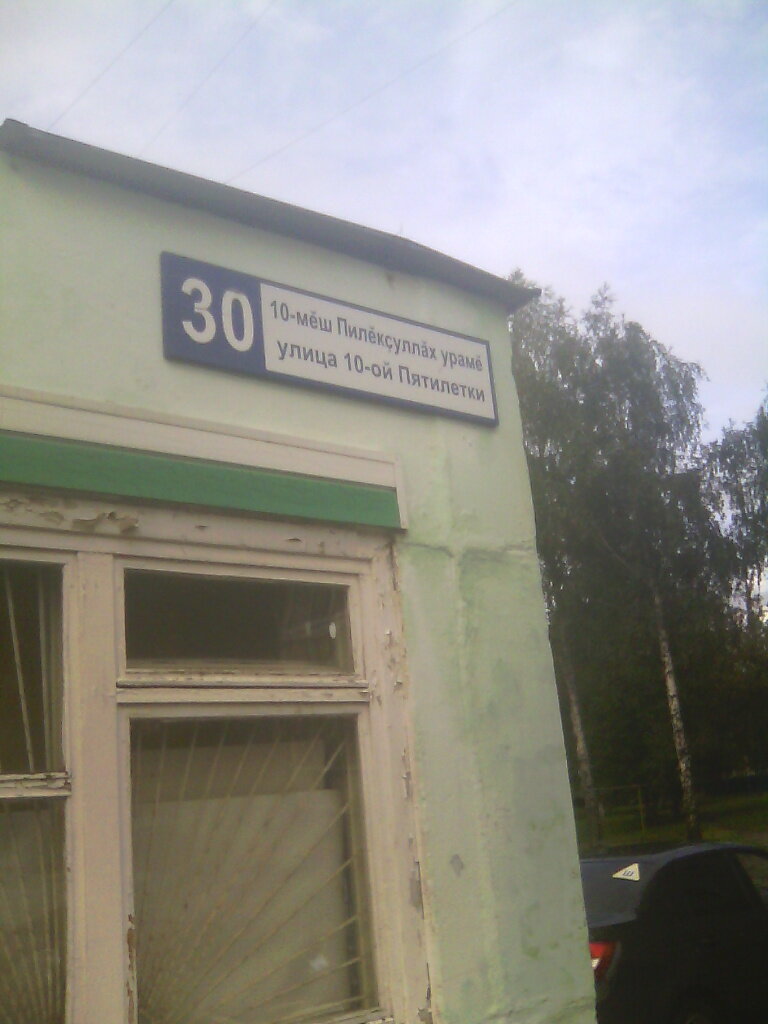 30
10-мӗш Пилӗкҫуллӑх урамӗ
улица 10-ой Пятилетки
Ш